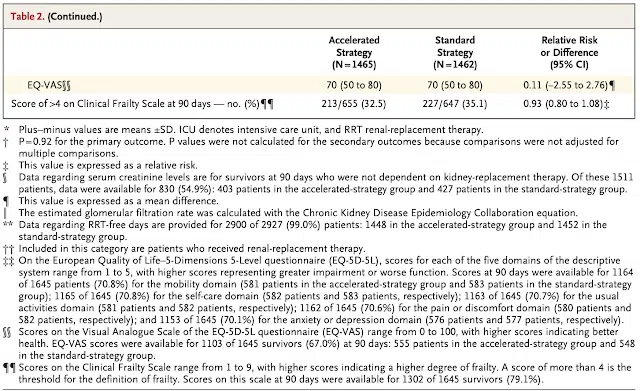 Table 2. (Continued.)
Accelerated Strategy (N=1465)
Standard Strategy (N=1462)
Relative Risk or Difference (95% CI)
EQ-VAS§§ 70 (50 to 80) 70 (50 to 80) 0.11 (−2.55 to 2.76)¶
Score of >4 on Clinical Frailty Scale at 90 days — no. (%)¶¶ 213/655 (32.5) 227/647 (35.1) 0.93 (0.80 to 1.08)‡
* Plus–minus values are means ±SD. ICU denotes intensive care unit, and RRT renal-replacement therapy.
† P=0.92 for the primary outcome. P values were not calculated for the secondary outcomes because comparisons were not adjusted for
multiple comparisons.
‡ This value is expressed as a relative risk.
§ Data regarding serum creatinine levels are for survivors at 90 days who were not dependent on kidney-replacement therapy. Of these 1511
patients, data were available for 830 (54.9%): 403 patients in the accelerated-strategy group and 427 patients in the standard-strategy group.
¶ This value is expressed as a mean difference.
‖ The estimated glomerular filtration rate was calculated with the Chronic Kidney Disease Epidemiology Collaboration equation.
** Data regarding RRT-free days are provided for 2900 of 2927 (99.0%) patients: 1448 in the accelerated-strategy group and 1452 in the
standard-strategy group.
†† Included in this category are patients who received renal-replacement therapy.
‡‡ On the European Quality of Life–5-Dimensions 5-Level questionnaire (EQ-5D-5L), scores for each of the five domains of the descriptive
system range from 1 to 5, with higher scores representing greater impairment or worse function. Scores at 90 days were available for 1164
of 1645 patients (70.8%) for the mobility domain (581 patients in the accelerated-strategy group and 583 patients in the standard-strategy
group); 1165 of 1645 (70.8%) for the self-care domain (582 patients and 583 patients, respectively); 1163 of 1645 (70.7%) for the usual
activities domain (581 patients and 582 patients, respectively); 1162 of 1645 (70.6%) for the pain or discomfort domain (580 patients and
582 patients, respectively); and 1153 of 1645 (70.1%) for the anxiety or depression domain (576 patients and 577 patients, respectively).
§§ Scores on the Visual Analogue Scale of the EQ-5D-5L questionnaire (EQ-VAS) range from 0 to 100, with higher scores indicating better
health. EQ-VAS scores were available for 1103 of 1645 survivors (67.0%) at 90 days: 555 patients in the accelerated-strategy group and 548
in the standard-strategy group.
¶¶ Scores on the Clinical Frailty Scale range from 1 to 9, with higher scores indicating a higher degree of frailty. A score of more than 4 is the
threshold for the definition of frailty. Scores on this scale at 90 days were available for 1302 of 1645 survivors (79.1%).